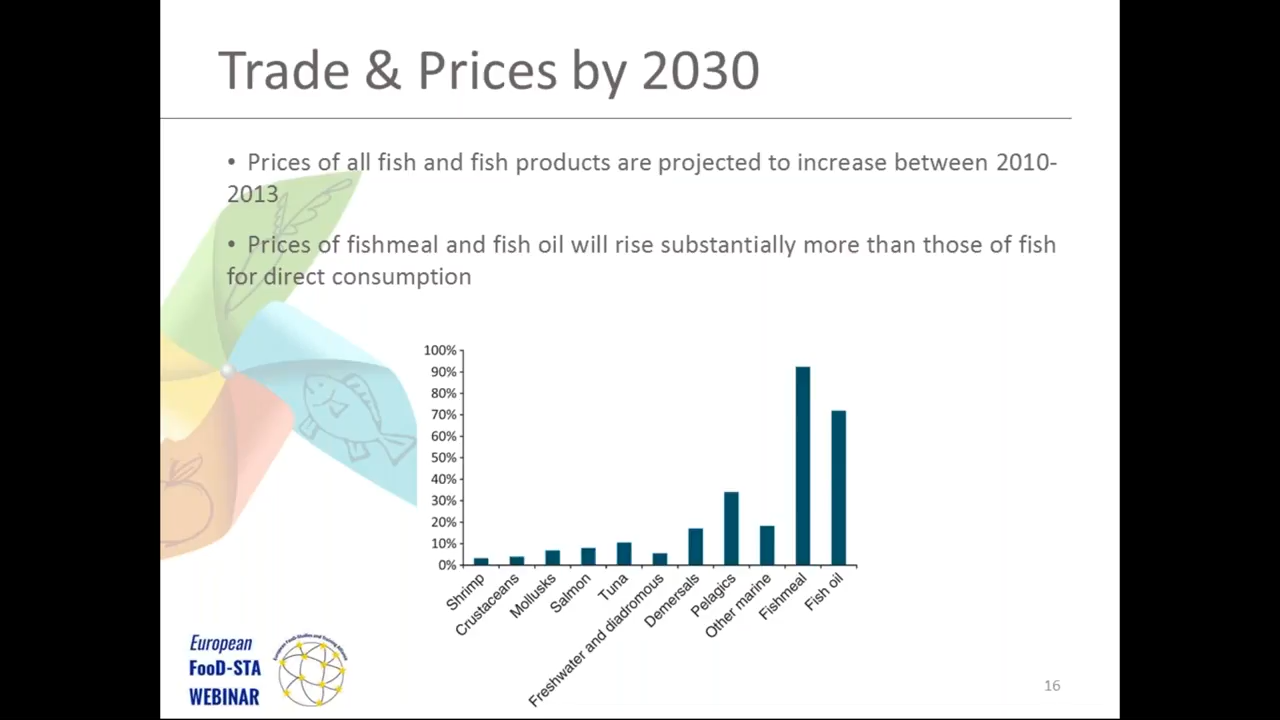 Trade & Prices by 2030
• Prices of all fish and fish products are projected to increase between 2010-
2013
• Prices of fishmeal and fish oil will rise substantially more than those of fish
for direct consumption
100%
90%
80%
70%
60%
50%
40%
30%
20%
10%
0%
Shrimp
Crustaceans
Mollusks
Salmon
Tuna
Freshwater and diadromous
Demersals
Pelagics
Other marine
Fishmeal
Fish oil
European
FooD-STA
WEBINAR
16